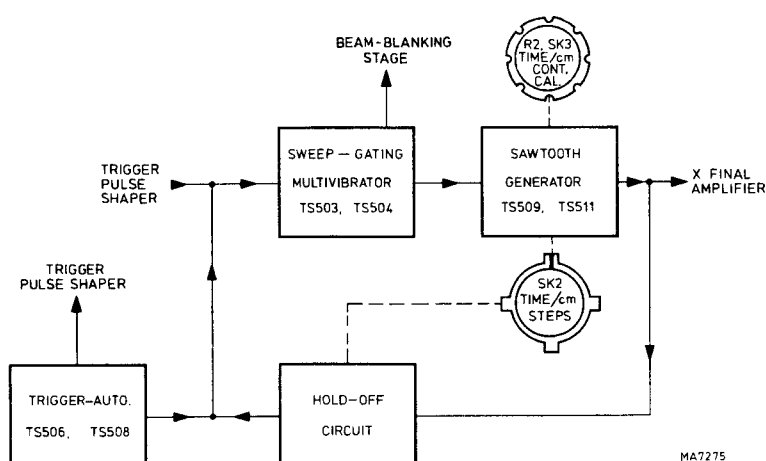 BEAM-BLANKING
STAGE
R2, SK3
TIME/cm
CONT.
CAL.
TRIGGER
PULSE
SHAPER
SWEEP - GATING
MULTIVIBRATOR
TS503, TS504
SAWTOOTH
GENERATOR
TS509, TS511
X FINAL
AMPLIFIER
TRIGGER
PULSE SHAPER
SK2
TIME/cm
STEPS
TRIGGER-AUTO.
TS506, TS508
HOLD-OFF
CIRCUIT
MA7275